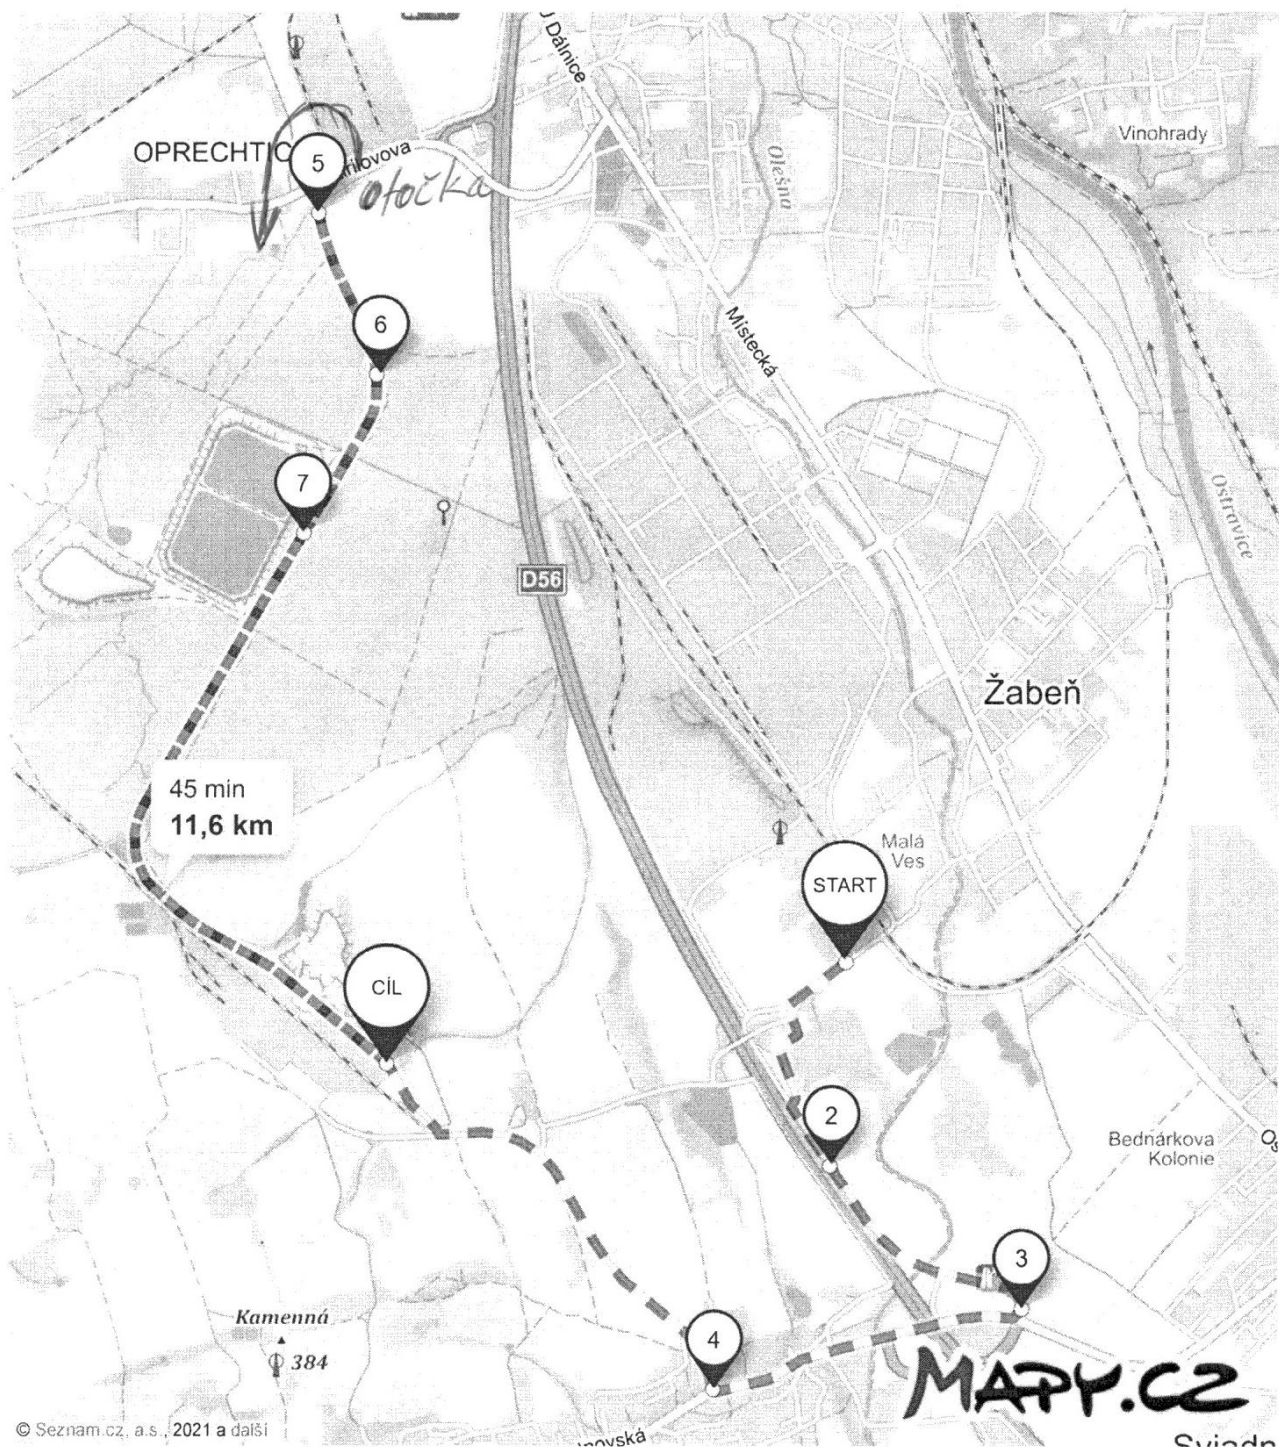 U Dálnice
Vinohrady
OPRECHTIC
5
otočka
Olešná
6
Místecká
7
Ostravice
D56
Žabeň
45 min
11,6 km
Malá
Ves
START
CÍL
2
Bednárkova
Kolonie
3
Kamenná
384
4
MAPY.CZ
© Seznam.cz, a.s., 2021 a další